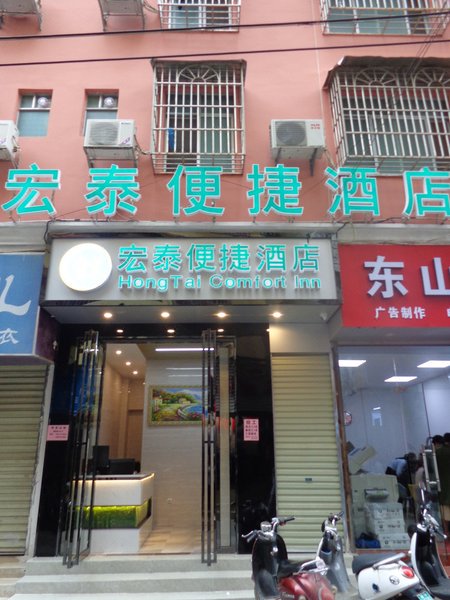 宏泰便捷酒店
宏泰便捷酒店
HongTai Comfort Inn
东山
广告制作
衣